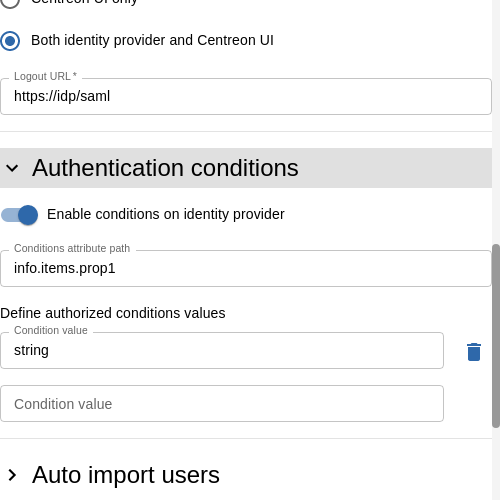 Centreon UI only
Both identity provider and Centreon UI
Logout URL *
https://idp/saml
Authentication conditions
Enable conditions on identity provider
Conditions attribute path
info.items.prop1
Define authorized conditions values
Condition value
string
Condition value
Auto import users